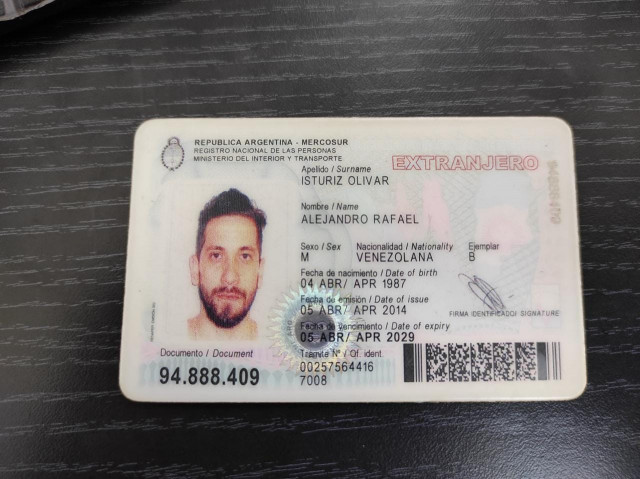 REPUBLICA ARGENTINA - MERCOSUR
REGISTRO NACIONAL DE LAS PERSONAS
MINISTERIO DEL INTERIOR Y TRANSPORTE
EXTRANJERO
Apellido / Surname
ISTURIZ OLIVAR
Nombre / Name
ALEJANDRO RAFAEL
Sexo / Sex Nacionalidad / Nationality Ejemplar
M VENEZOLANA B
Fecha de nacimiento / Date of birth
04 ABR/ APR 1987
Fecha de emisión / Date of issue
05 ABR/ APR 2014
FIRMA IDENTIFICADO/ SIGNATURE
Fecha de vencimiento / Date of expiry
05 ABR/ APR 2029
Documento / Document
94.888.409
Trámite Nº / Of. ident.
00257564416
7008